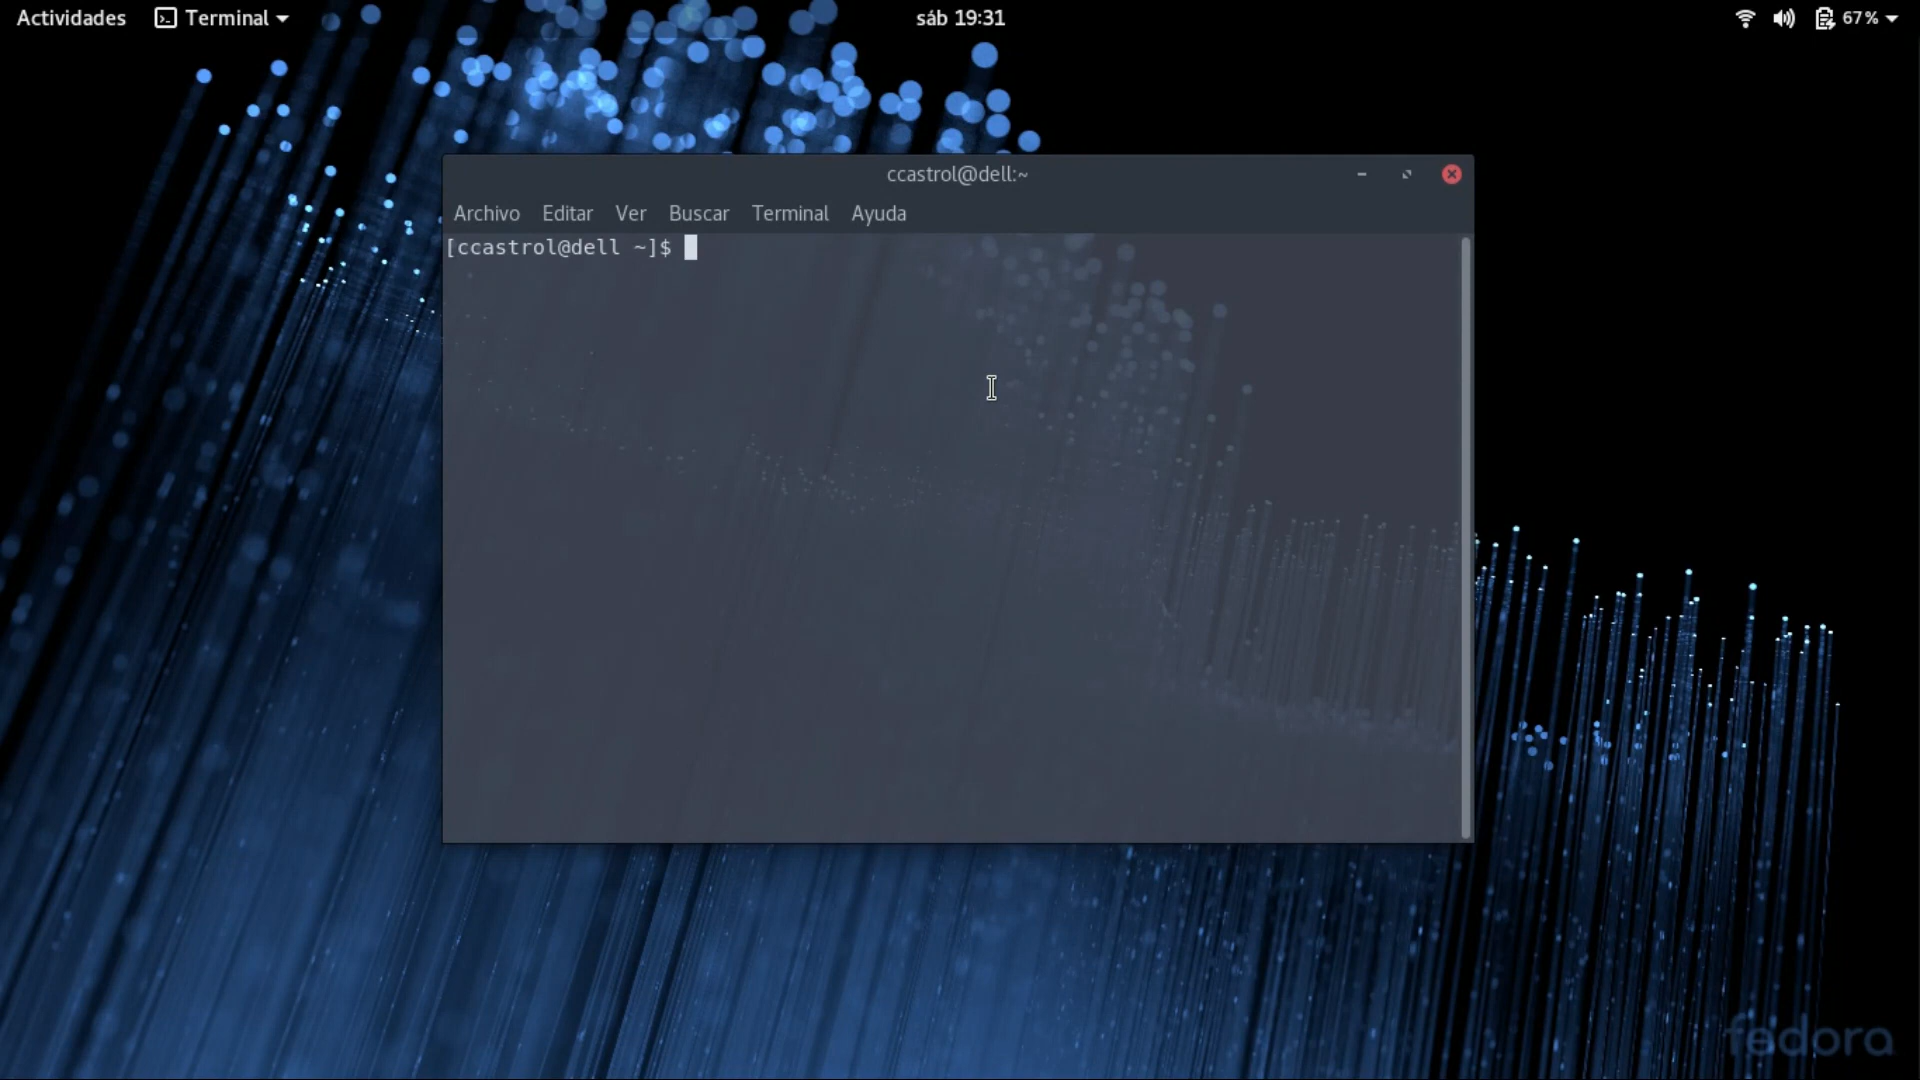 Actividades Terminal sáb 19:31 67%
ccastrol@dell:~
Archivo Editar Ver Buscar Terminal Ayuda
[ccastrol@dell ~]$
fedora